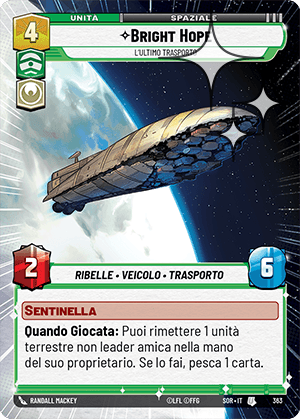 UNITÀ SPAZIALE
4
✧BRIGHT HOPE
L'ULTIMO TRASPORTO
2
6
RIBELLE • VEICOLO • TRASPORTO
SENTINELLA
Quando Giocata: Puoi rimettere 1 unità
terrestre non leader amica nella mano
del suo proprietario. Se lo fai, pesca 1 carta.
RANDALL MACKEY ©LFL ©FFG SOR•IT 363